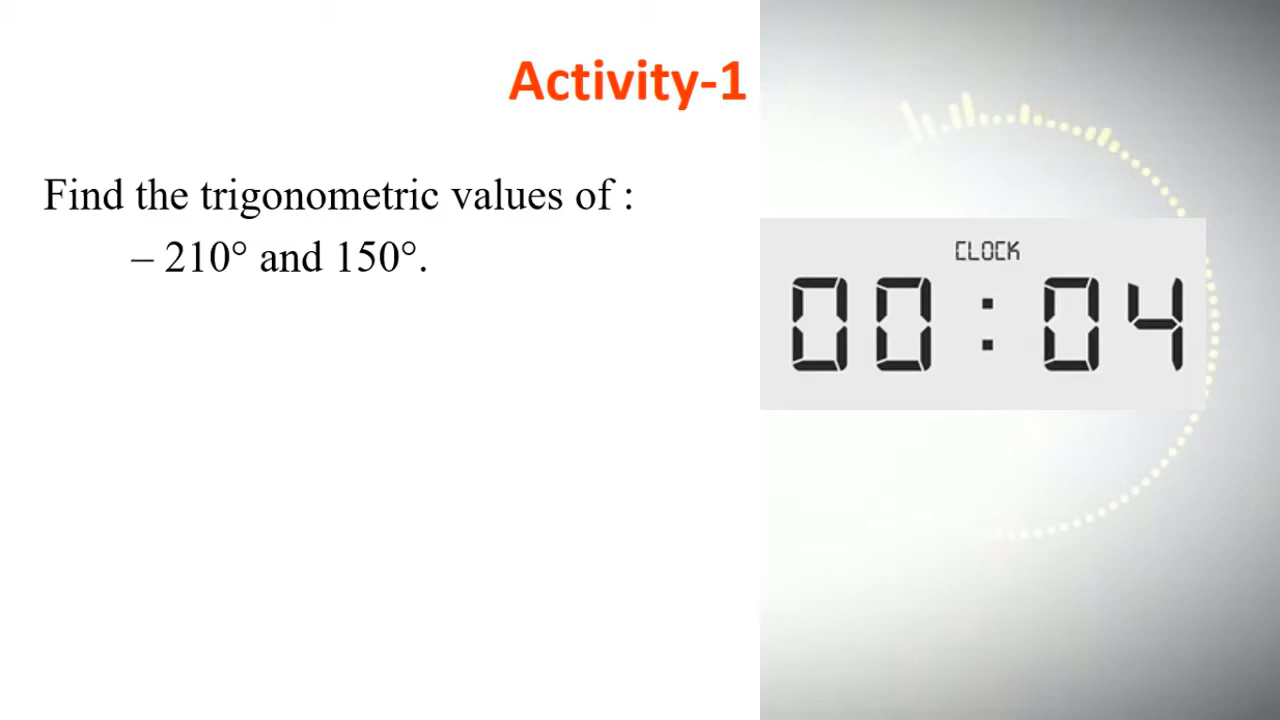 Activity-1
Find the trigonometric values of :
– 210° and 150°.
CLOCK
00:04